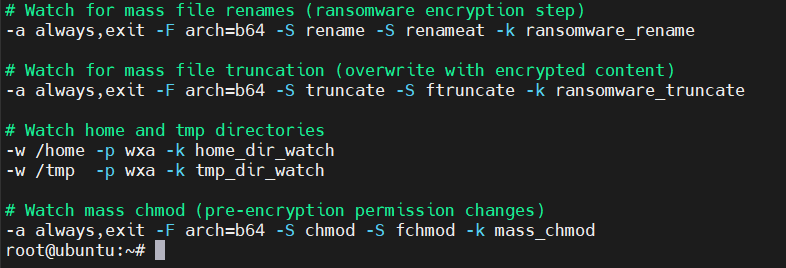 # Watch for mass file renames (ransomware encryption step)
-a always,exit -F arch=b64 -S rename -S renameat -k ransomware_rename
# Watch for mass file truncation (overwrite with encrypted content)
-a always,exit -F arch=b64 -S truncate -S ftruncate -k ransomware_truncate
# Watch home and tmp directories
-w /home -p wxa -k home_dir_watch
-w /tmp  -p wxa -k tmp_dir_watch
# Watch mass chmod (pre-encryption permission changes)
-a always,exit -F arch=b64 -S chmod -S fchmod -k mass_chmod
root@ubuntu:~#